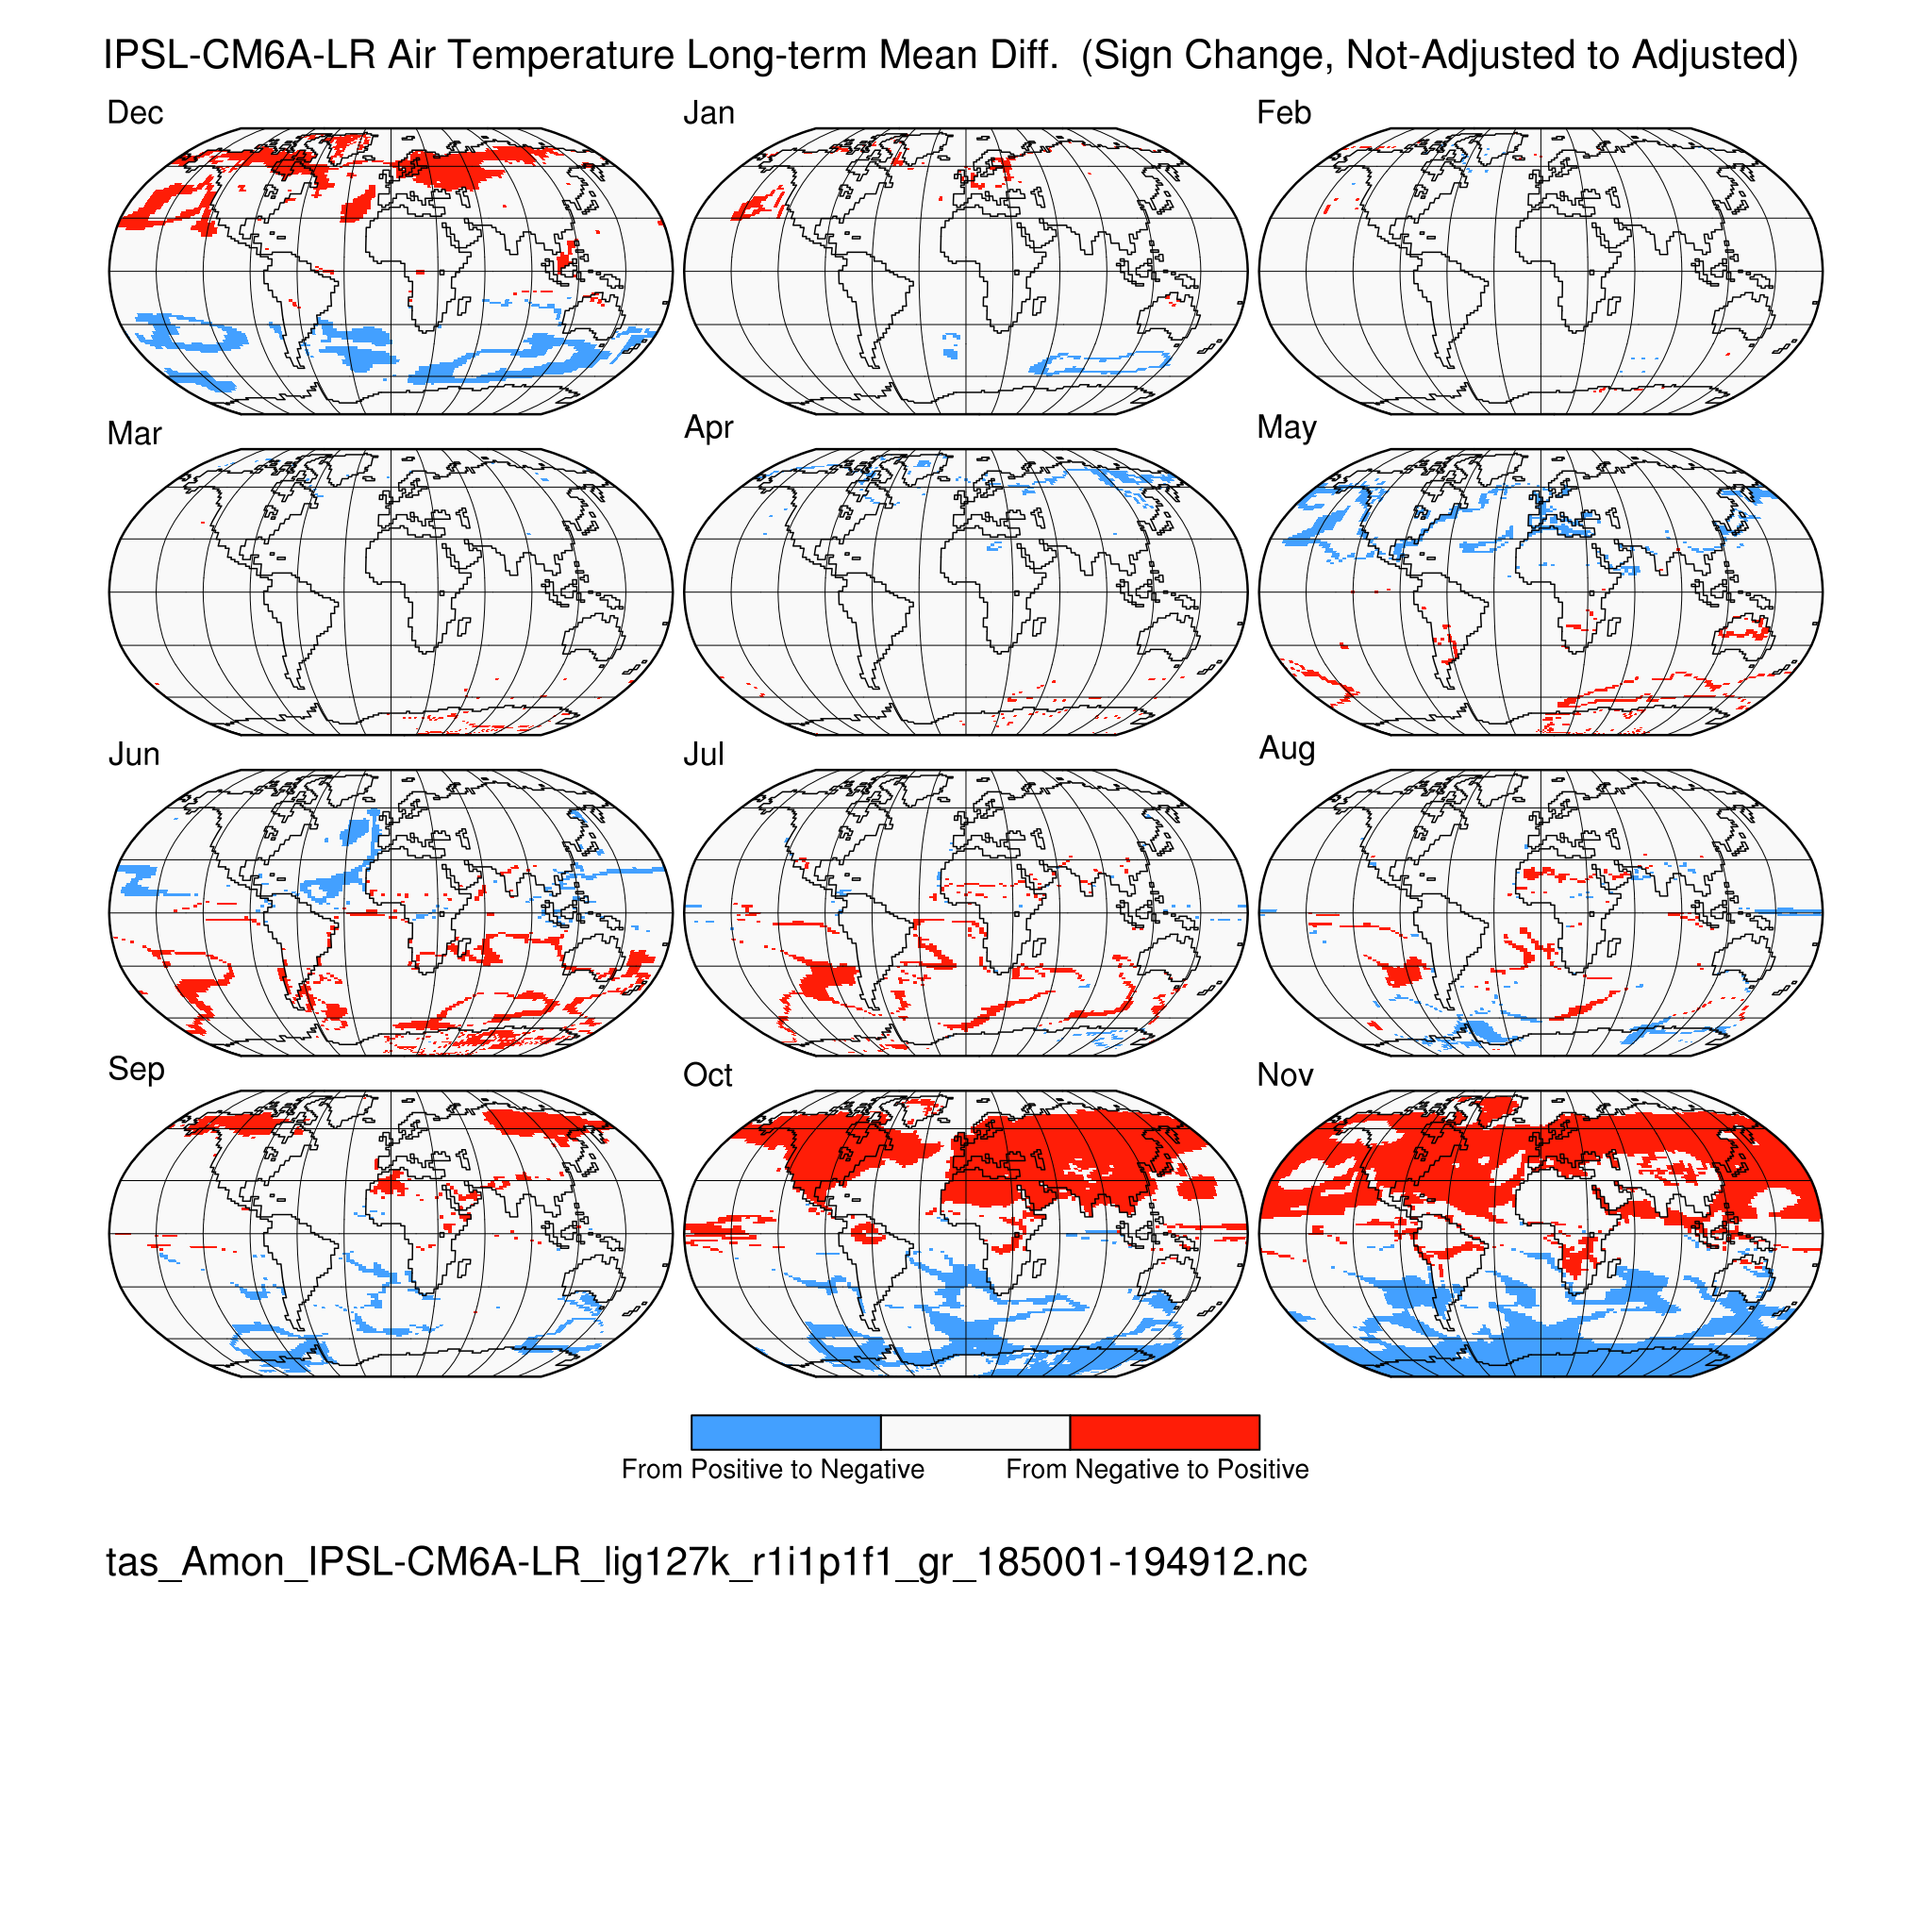 IPSL-CM6A-LR Air Temperature Long-term Mean Diff.  (Sign Change, Not-Adjusted to Adjusted)
Dec
Jan
Feb
Mar
Apr
May
Jun
Jul
Aug
Sep
Oct
Nov
From Positive to Negative
From Negative to Positive
tas_Amon_IPSL-CM6A-LR_lig127k_r1i1p1f1_gr_185001-194912.nc